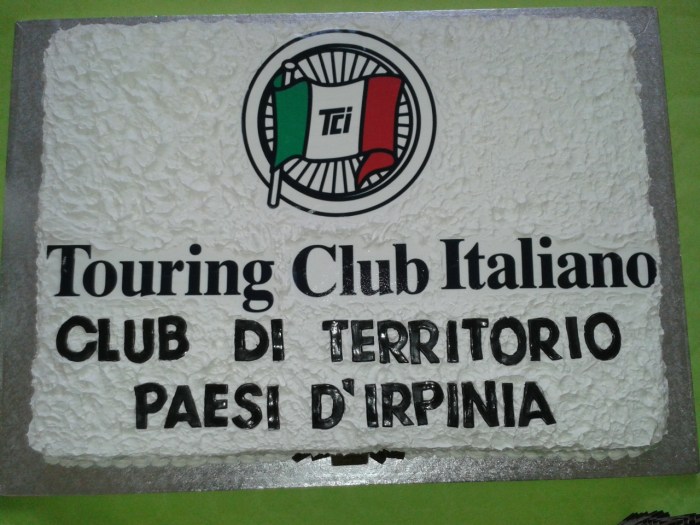 TCI
Touring Club Italiano
CLUB DI TERRITORIO
PAESI D'IRPINIA